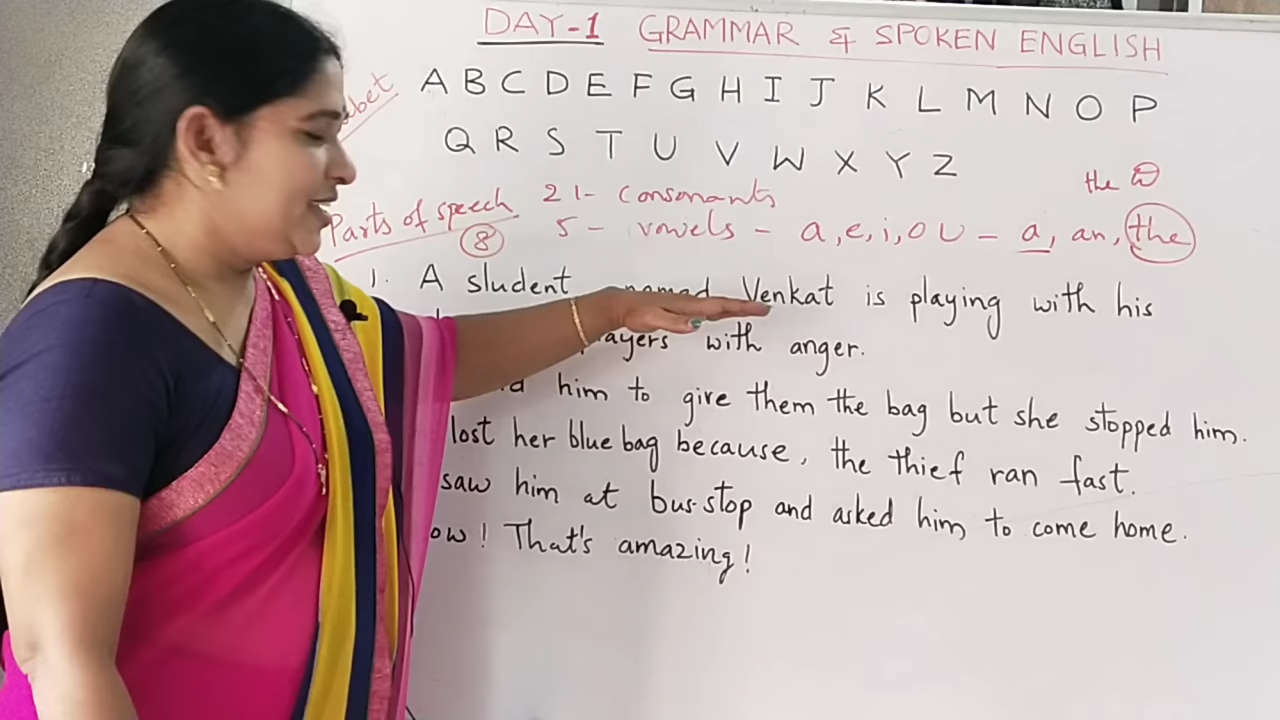 DAY-1 GRAMMAR & SPOKEN ENGLISH
A B C D E F G H I J K L M N O P
Q R S T U V W X Y Z
the
Parts of speech 21- Consonants
8 5 - vowels - a, e, i, o U - a, an, the
1. A student named Venkat is playing with his
with anger.
him to give them the bag but she stopped him.
lost her blue bag because, the thief ran fast.
saw him at bus-stop and asked him to come home.
! That's amazing!